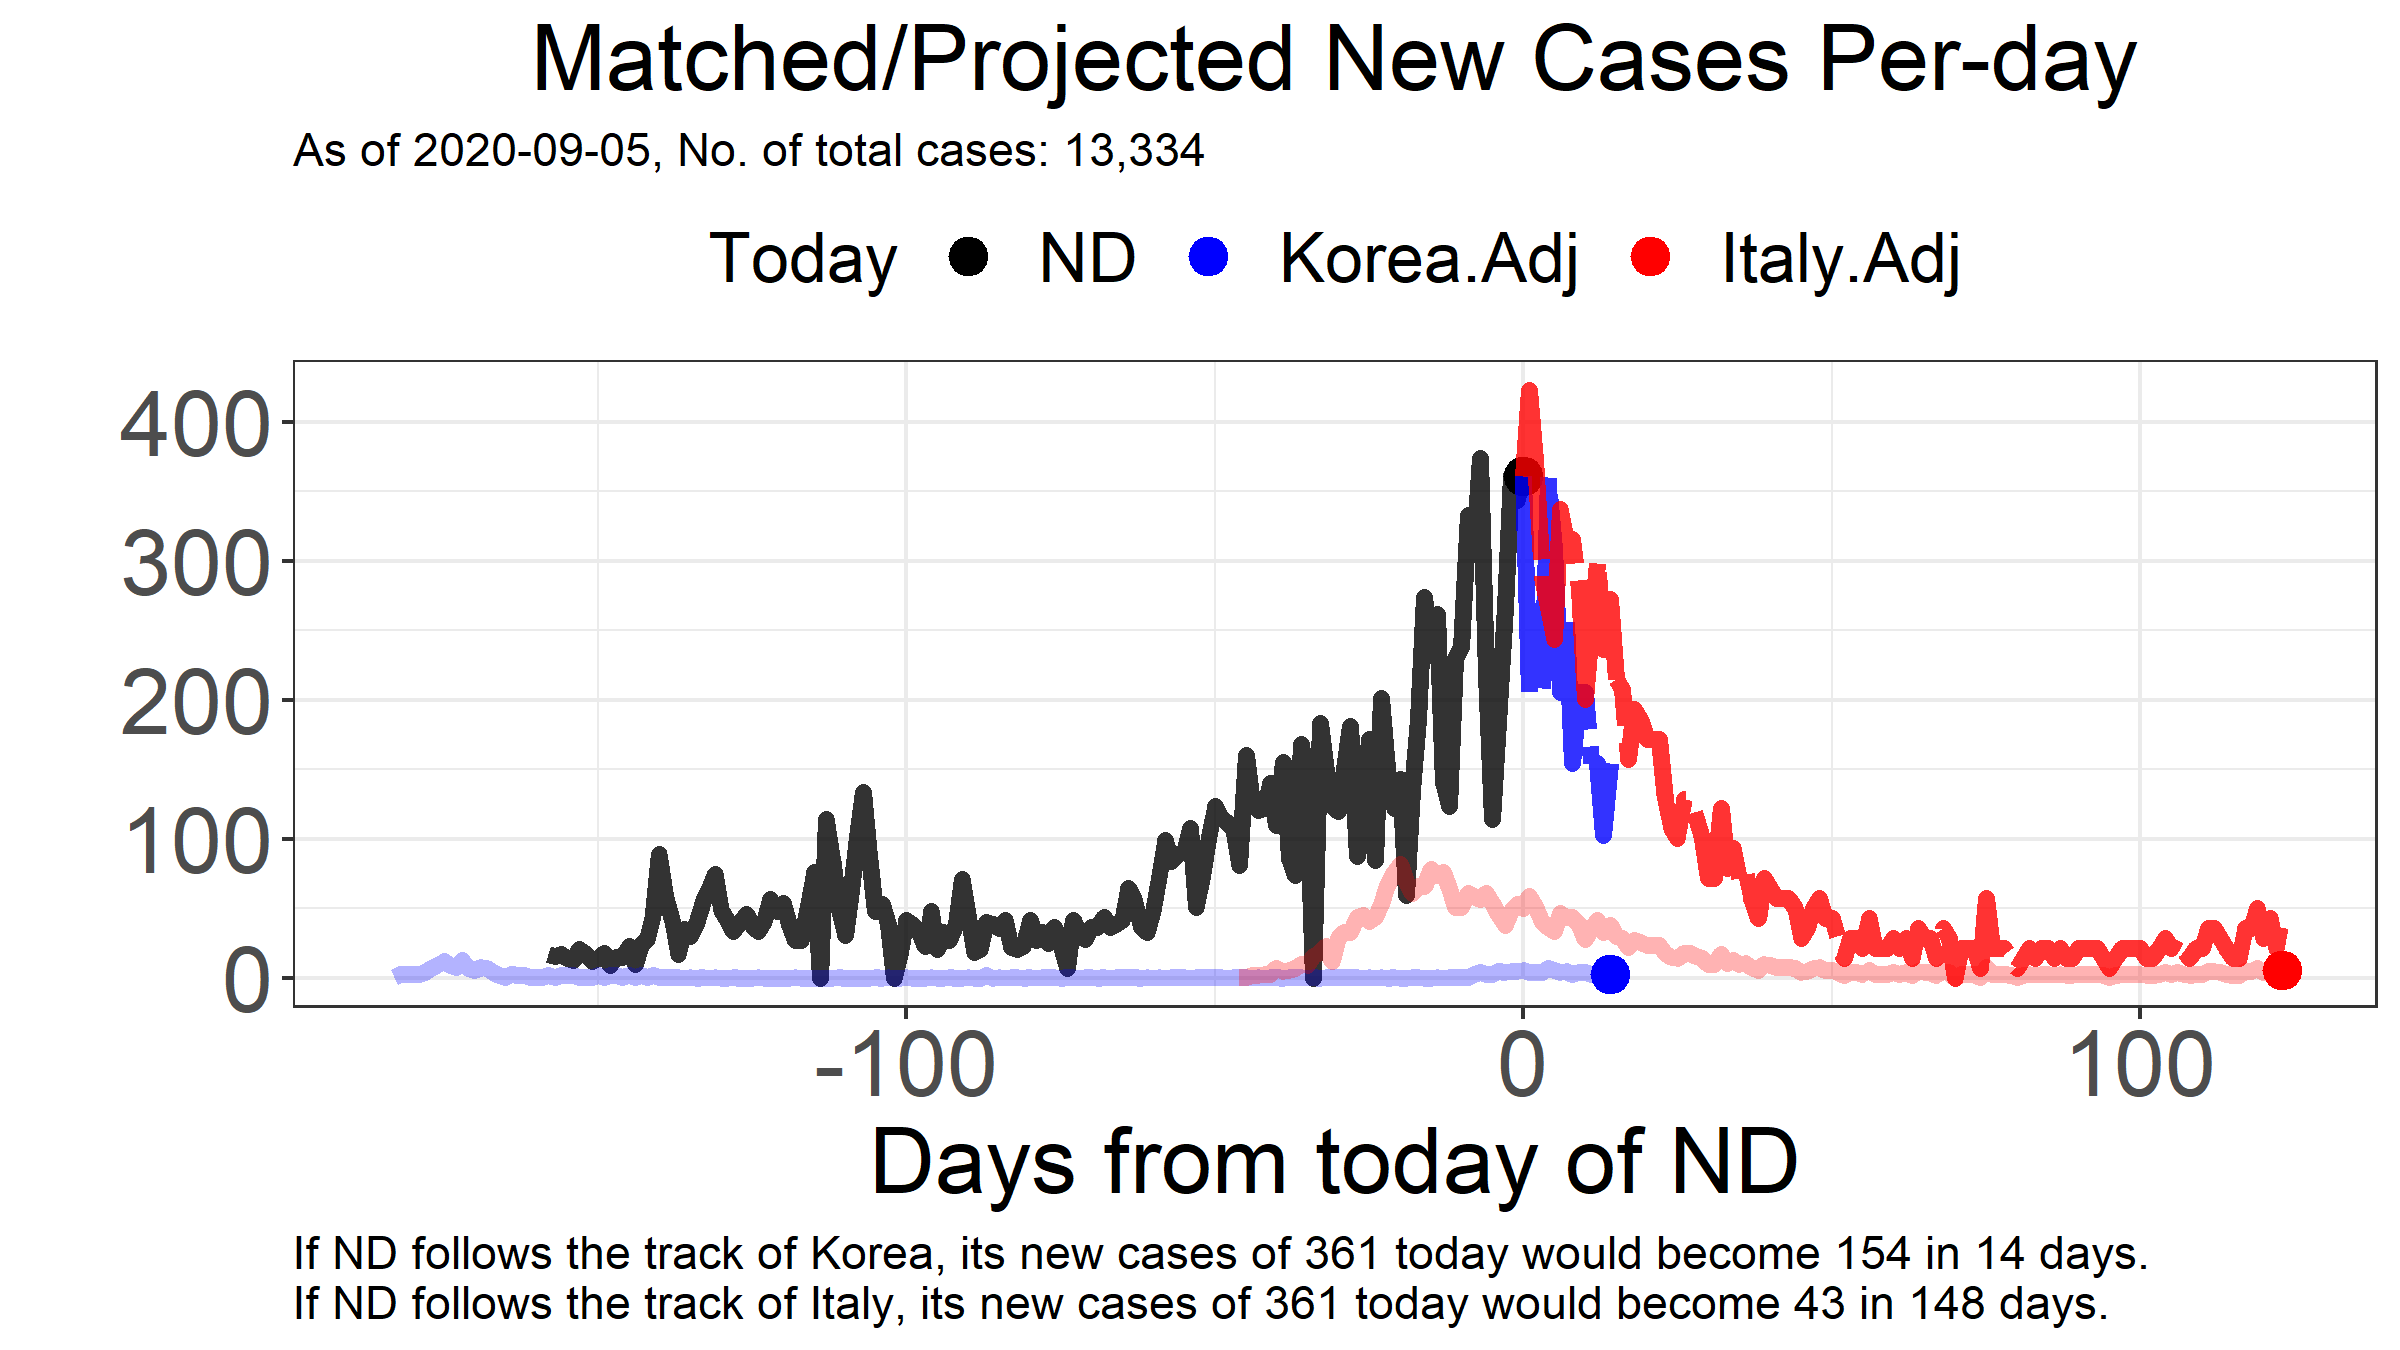 Matched/Projected New Cases Per-day
As of 2020-09-05, No. of total cases: 13,334
Today ND Korea.Adj Italy.Adj
400
300
200
100
0
-100 0 100
Days from today of ND
If ND follows the track of Korea, its new cases of 361 today would become 154 in 14 days.
If ND follows the track of Italy, its new cases of 361 today would become 43 in 148 days.